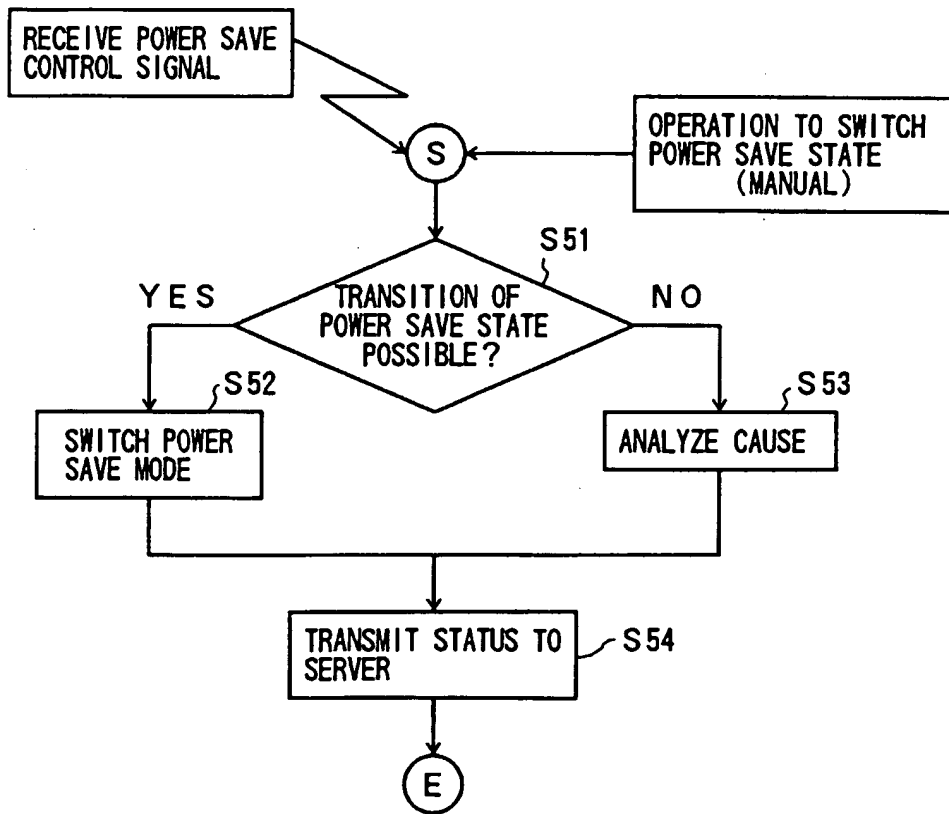 RECEIVE POWER SAVE
CONTROL SIGNAL
OPERATION TO SWITCH
POWER SAVE STATE
(MANUAL)
S
S51
YES
TRANSITION OF
POWER SAVE STATE
POSSIBLE?
NO
S52
SWITCH POWER
SAVE MODE
S53
ANALYZE CAUSE
TRANSMIT STATUS TO
SERVER
S54
E